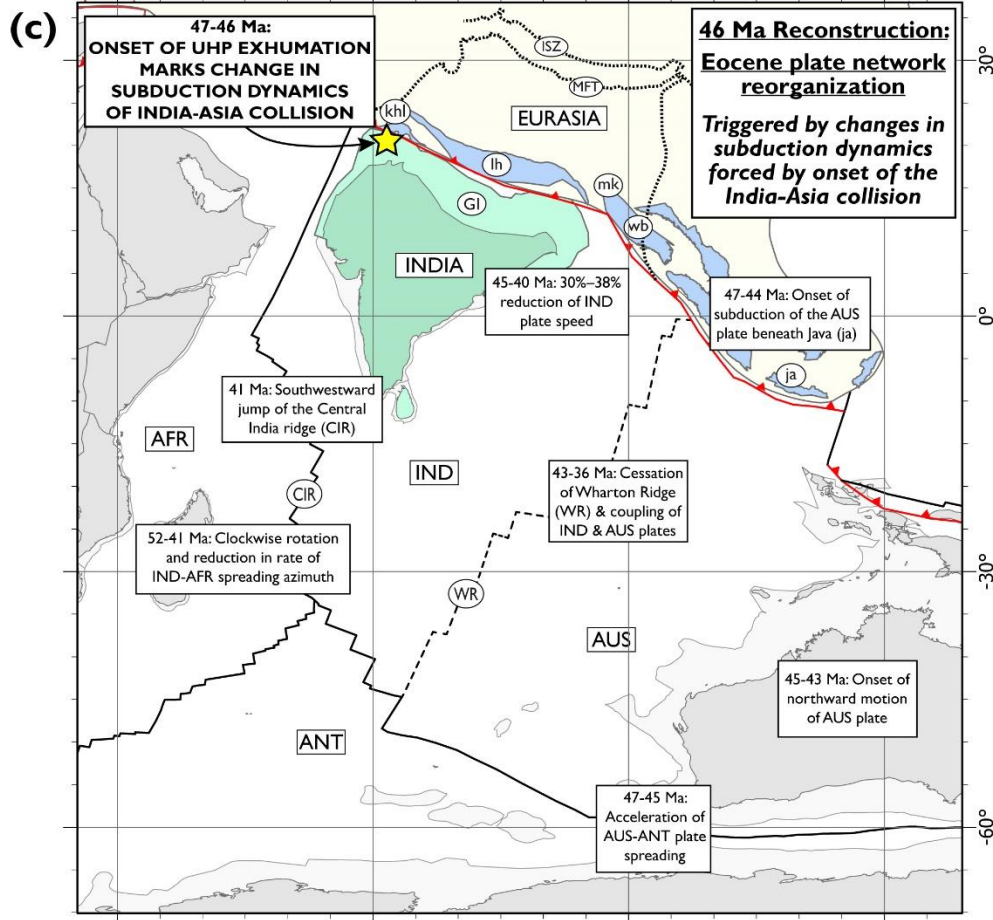 (c)
47-46 Ma:
ONSET OF UHP EXHUMATION
MARKS CHANGE IN
SUBDUCTION DYNAMICS
OF INDIA-ASIA COLLISION
46 Ma Reconstruction:
Eocene plate network
reorganization
Triggered by changes in
subduction dynamics
forced by onset of the
India-Asia collision
ISZ
MFT
30°
khl
EURASIA
lh
mk
GI
wb
INDIA
45-40 Ma: 30%–38%
reduction of IND
plate speed
47-44 Ma: Onset of
subduction of the AUS
plate beneath Java (ja)
0°
ja
41 Ma: Southwestward
jump of the Central
India ridge (CIR)
AFR
IND
43-36 Ma: Cessation
of Wharton Ridge
(WR) & coupling of
IND & AUS plates
CIR
52-41 Ma: Clockwise rotation
and reduction in rate of
IND-AFR spreading azimuth
-30°
WR
AUS
45-43 Ma: Onset of
northward motion
of AUS plate
ANT
47-45 Ma:
Acceleration of
AUS-ANT plate
spreading
-60°